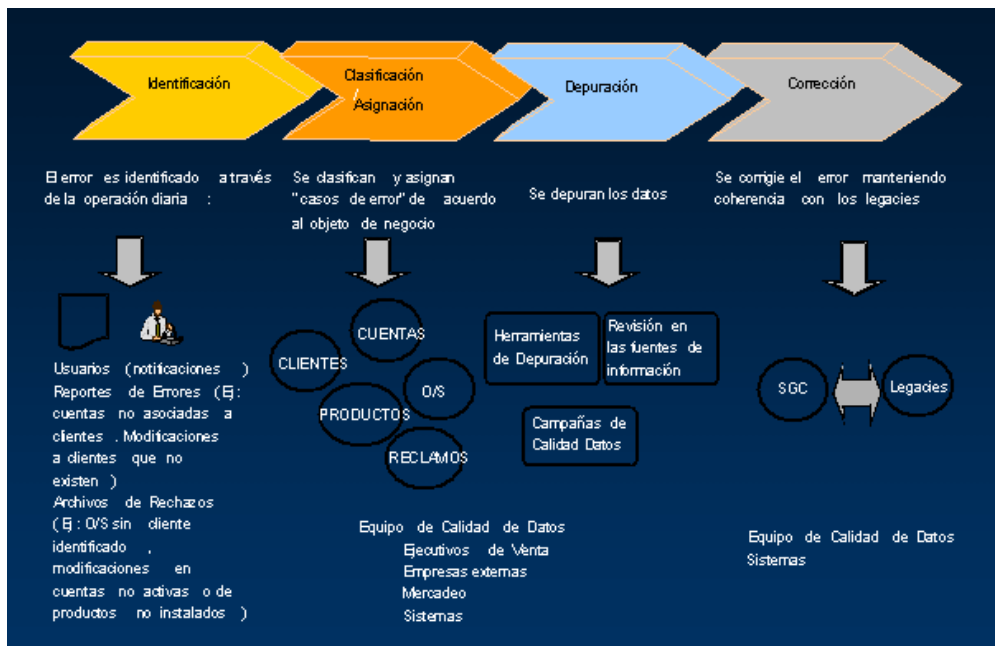 Identificación
Clasificación
Asignación
Depuración
Corrección
El error es identificado a través
de la operación diaria :
Se clasifican y asignan
"casos de error" de acuerdo
al objeto de negocio
Se depuran los datos
Se corrigie el error manteniendo
coherencia con los legacies
Usuarios (notificaciones )
Reportes de Errores (Ej:
cuentas no asociadas a
clientes . Modificaciones
a clientes que no
existen )
Archivos de Rechazos
(Ej: O/S sin cliente
identificado ,
modificaciones en
cuentas no activas o de
productos no instalados )
CUENTAS
CLIENTES
O/S
PRODUCTOS
RECLAMOS
Equipo de Calidad de Datos
Ejecutivos de Venta
Empresas externas
Mercadeo
Sistemas
Herramientas
de Depuración
Revisión en
las fuentes de
información
Campañas de
Calidad Datos
SGC
Legacies
Equipo de Calidad de Datos
Sistemas